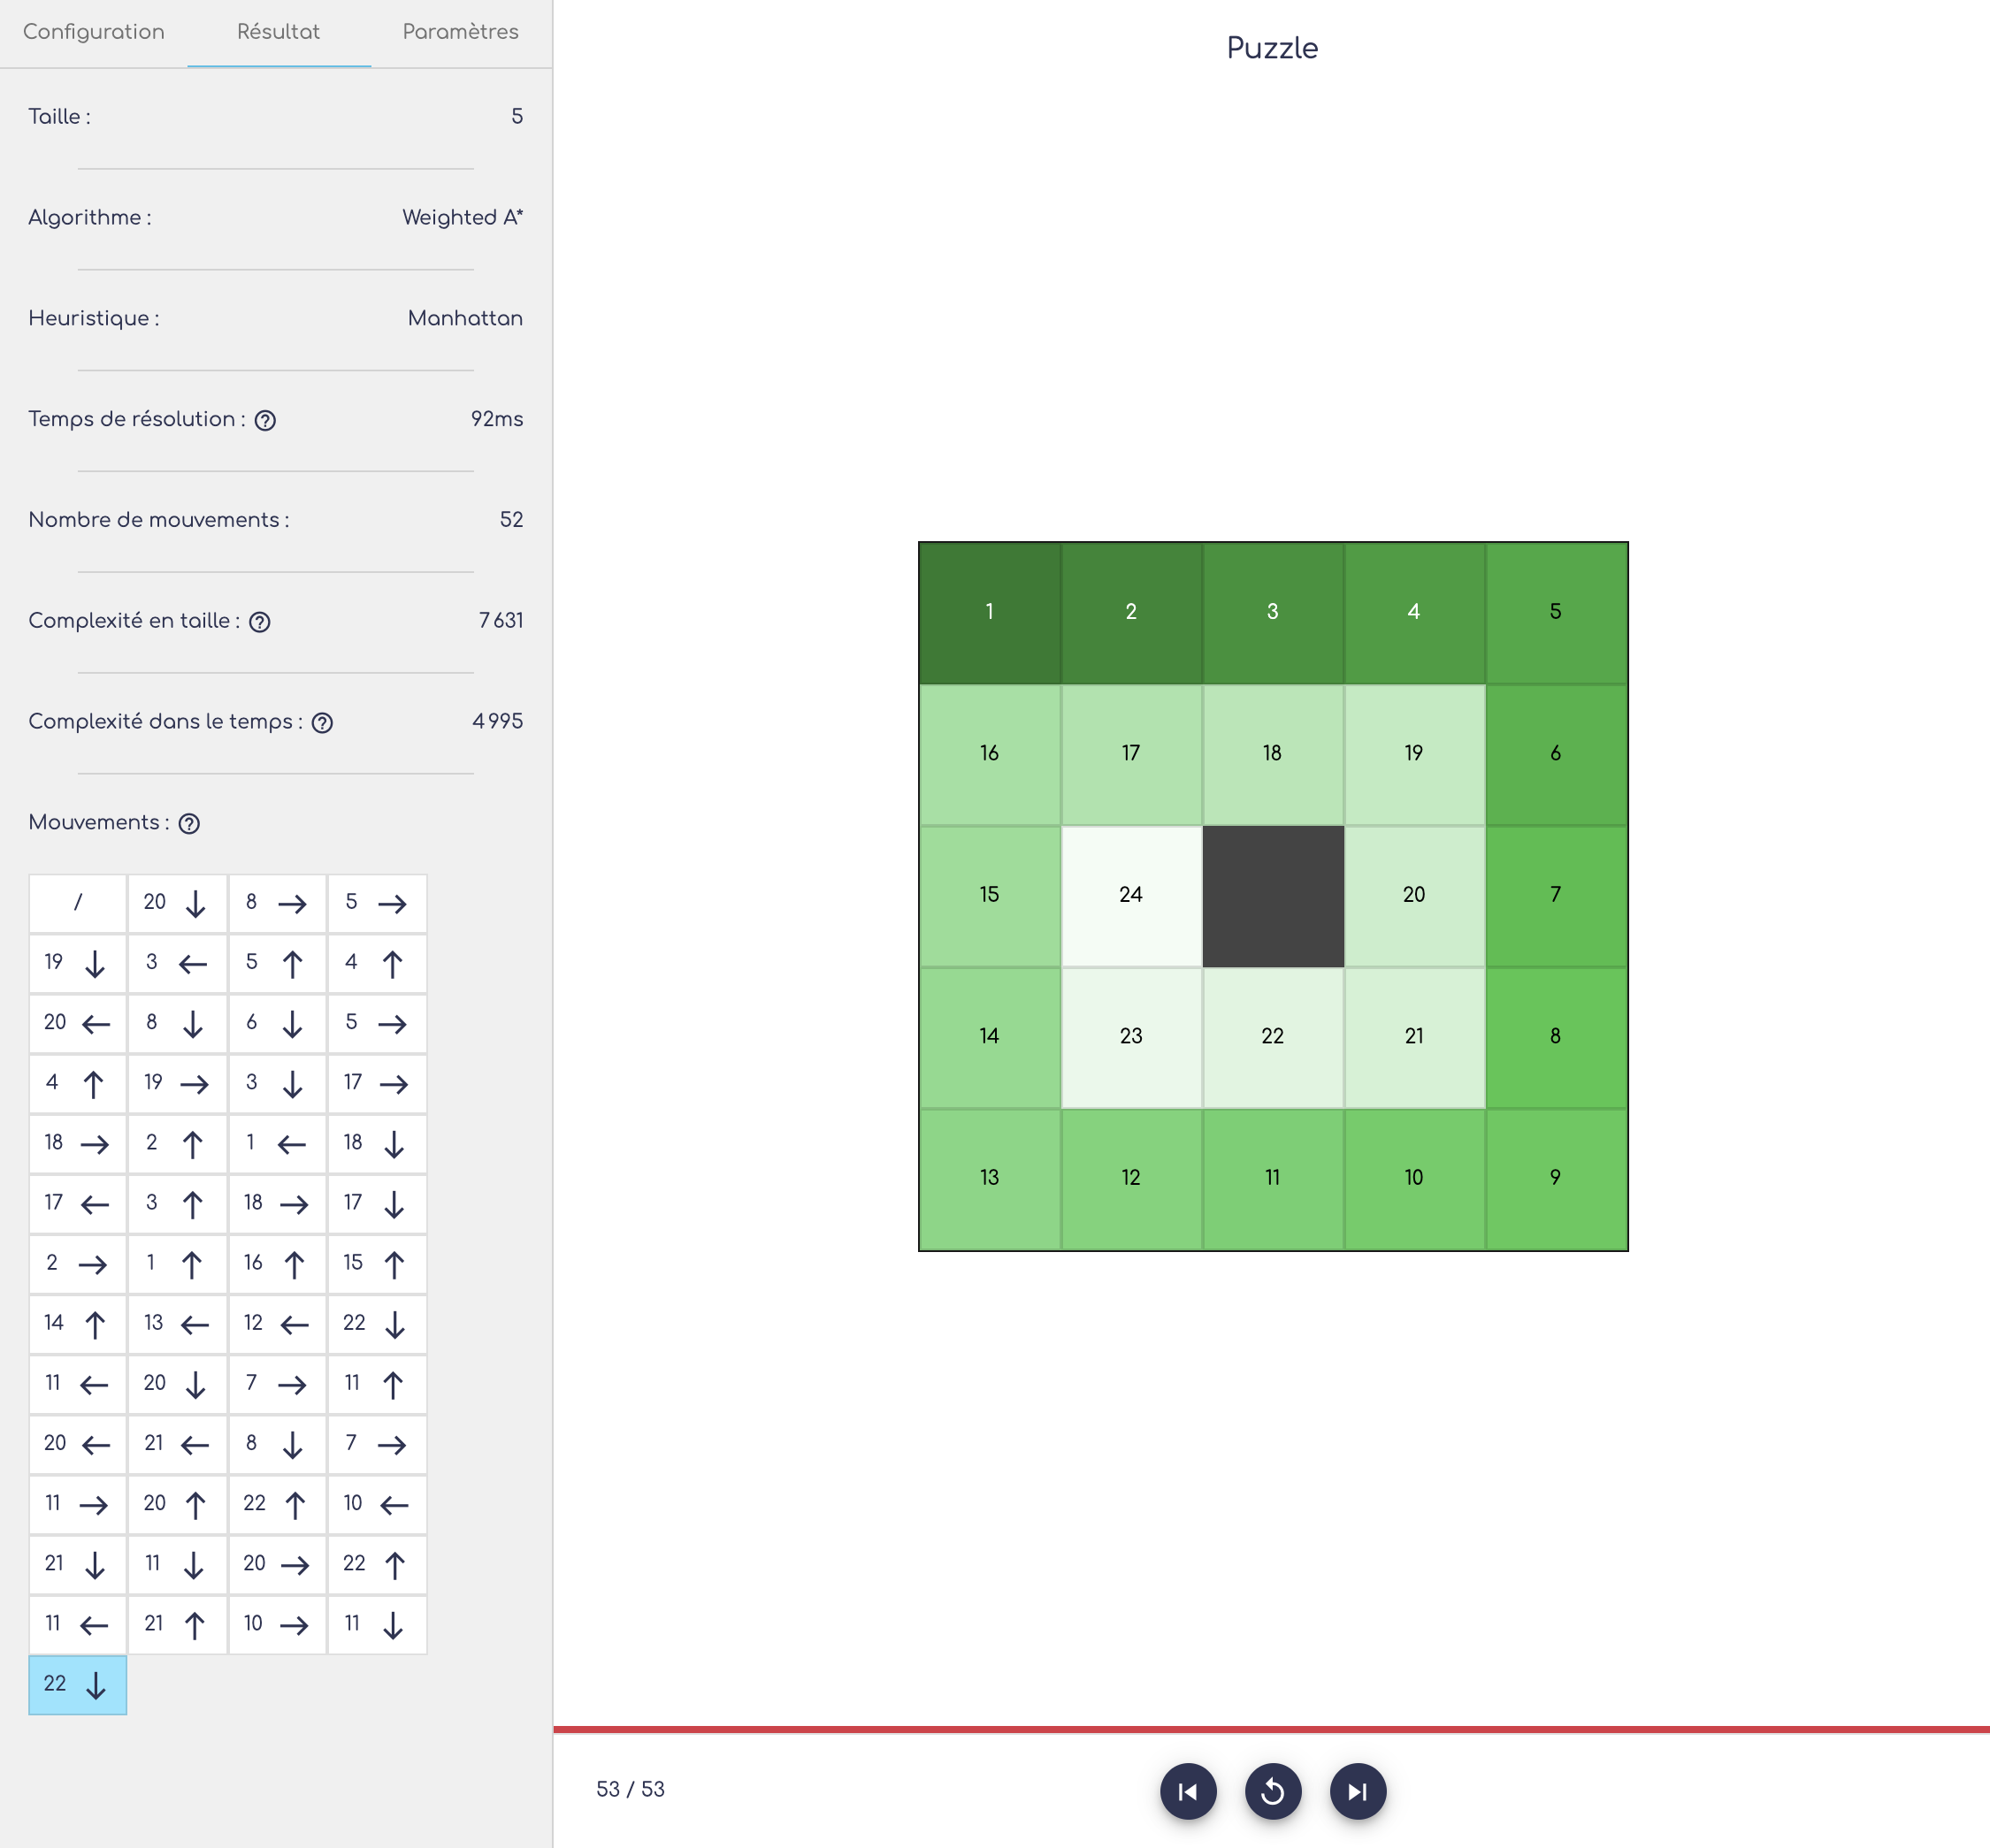 Configuration Résultat Paramètres
Puzzle
Taille : 5
Algorithme : Weighted A*
Heuristique : Manhattan
Temps de résolution : ? 92ms
Nombre de mouvements : 52
Complexité en taille : ? 7 631
Complexité dans le temps : ? 4 995
Mouvements : ?
/ 20 ↓ 8 → 5 →
19 ↓ 3 ← 5 ↑ 4 ↑
20 ← 8 ↓ 6 ↓ 5 →
4 ↑ 19 → 3 ↓ 17 →
18 → 2 ↑ 1 ← 18 ↓
17 ← 3 ↑ 18 → 17 ↓
2 → 1 ↑ 16 ↑ 15 ↑
14 ↑ 13 ← 12 ← 22 ↓
11 ← 20 ↓ 7 → 11 ↑
20 ← 21 ← 8 ↓ 7 →
11 → 20 ↑ 22 ↑ 10 ←
21 ↓ 11 ↓ 20 → 22 ↑
11 ← 21 ↑ 10 → 11 ↓
22 ↓
1 2 3 4 5
16 17 18 19 6
15 24 20 7
14 23 22 21 8
13 12 11 10 9
53 / 53